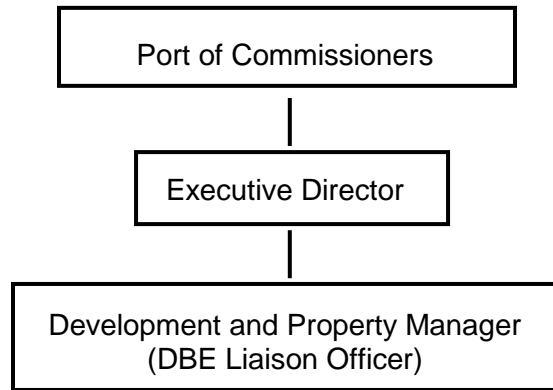 Port of Commissioners
Executive Director
Development and Property Manager
(DBE Liaison Officer)